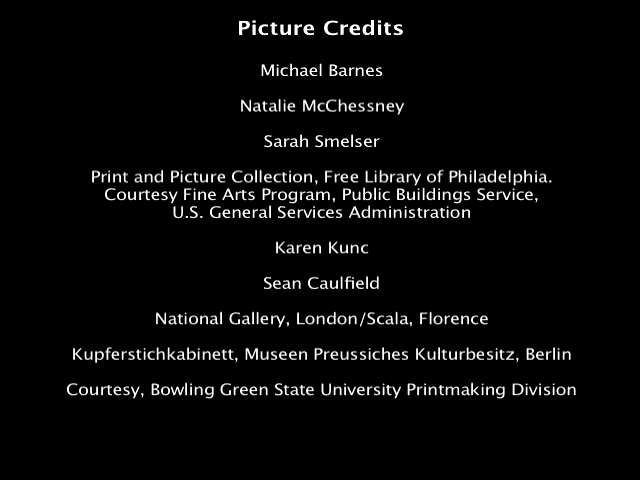 Picture Credits
Michael Barnes
Natalie McChessney
Sarah Smelser
Print and Picture Collection, Free Library of Philadelphia.
Courtesy Fine Arts Program, Public Buildings Service,
U.S. General Services Administration
Karen Kunc
Sean Caulfield
National Gallery, London/Scala, Florence
Kupferstichkabinett, Museen Preussiches Kulturbesitz, Berlin
Courtesy, Bowling Green State University Printmaking Division